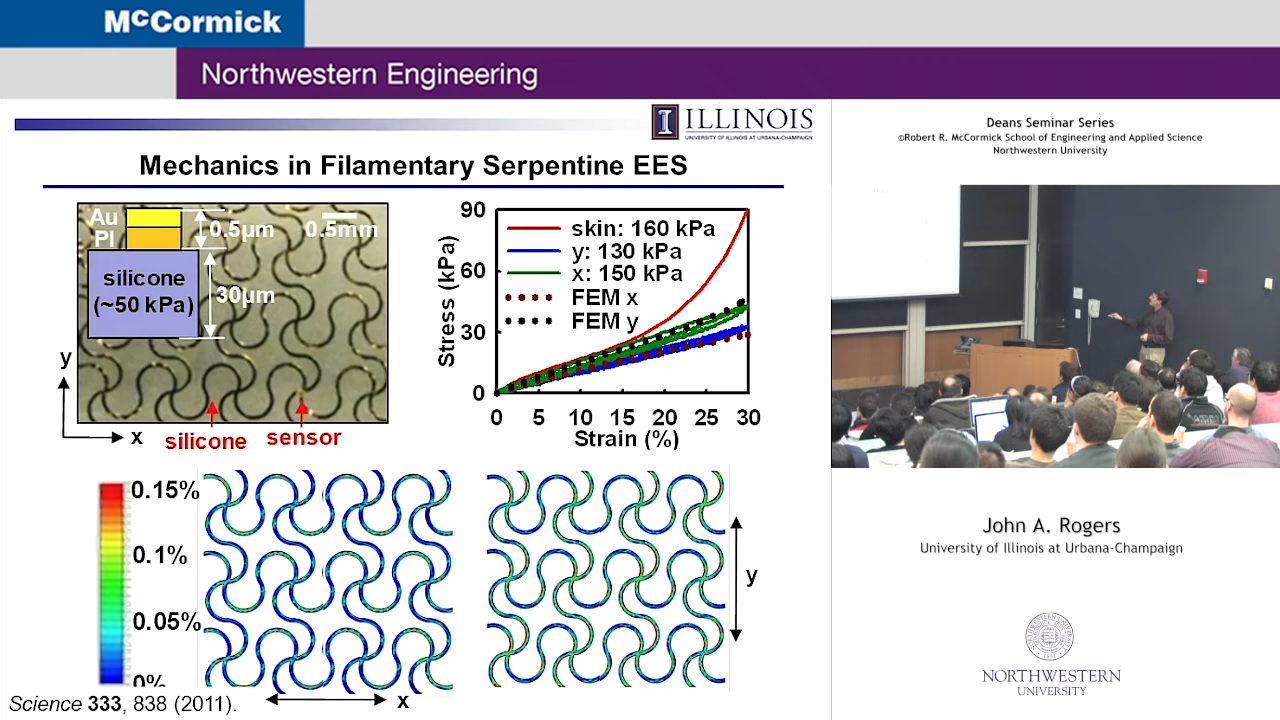 McCormick
Northwestern Engineering
ILLINOIS
UNIVERSITY OF ILLINOIS AT URBANA-CHAMPAIGN
Mechanics in Filamentary Serpentine EES
Au
PI
0.5µm
0.5mm
silicone
(~50 kPa)
30µm
y
x
silicone
sensor
90
60
30
0
Stress (kPa)
skin: 160 kPa
y: 130 kPa
x: 150 kPa
FEM x
FEM y
0 5 10 15 20 25 30
Strain (%)
0.15%
0.1%
0.05%
0%
x
y
Science 333, 838 (2011).
Deans Seminar Series
©Robert R. McCormick School of Engineering and Applied Science
Northwestern University
John A. Rogers
University of Illinois at Urbana-Champaign
NORTHWESTERN
UNIVERSITY